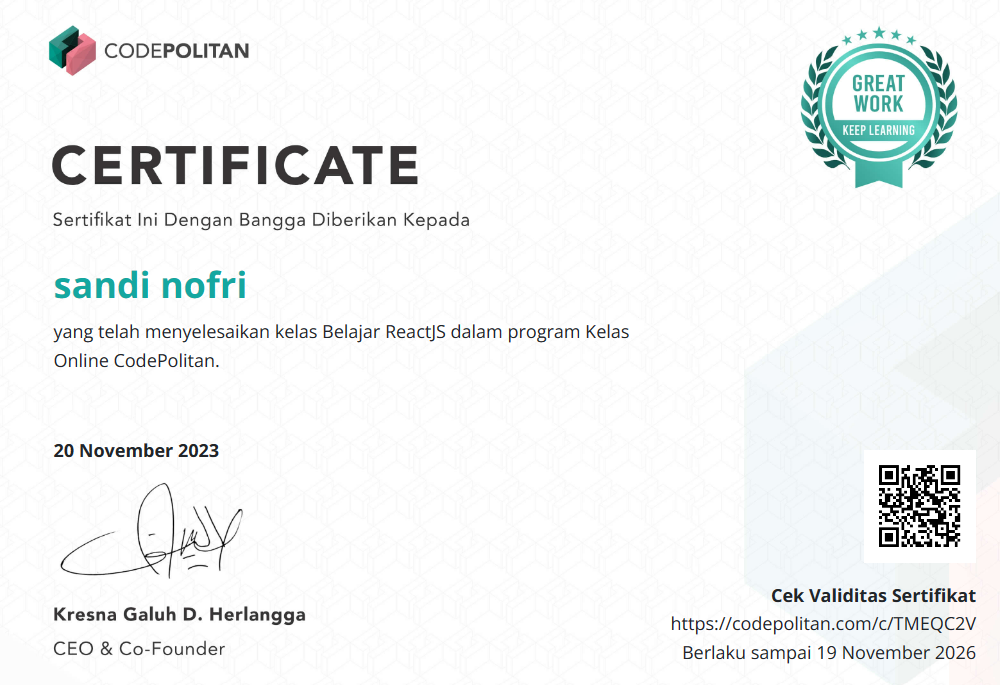 CODEPOLITAN
GREAT
WORK
KEEP LEARNING
CERTIFICATE
Sertifikat Ini Dengan Bangga Diberikan Kepada
sandi nofri
yang telah menyelesaikan kelas Belajar ReactJS dalam program Kelas
Online CodePolitan.
20 November 2023
Kresna Galuh D. Herlangga
CEO & Co-Founder
Cek Validitas Sertifikat
https://codepolitan.com/c/TMEQC2V
Berlaku sampai 19 November 2026